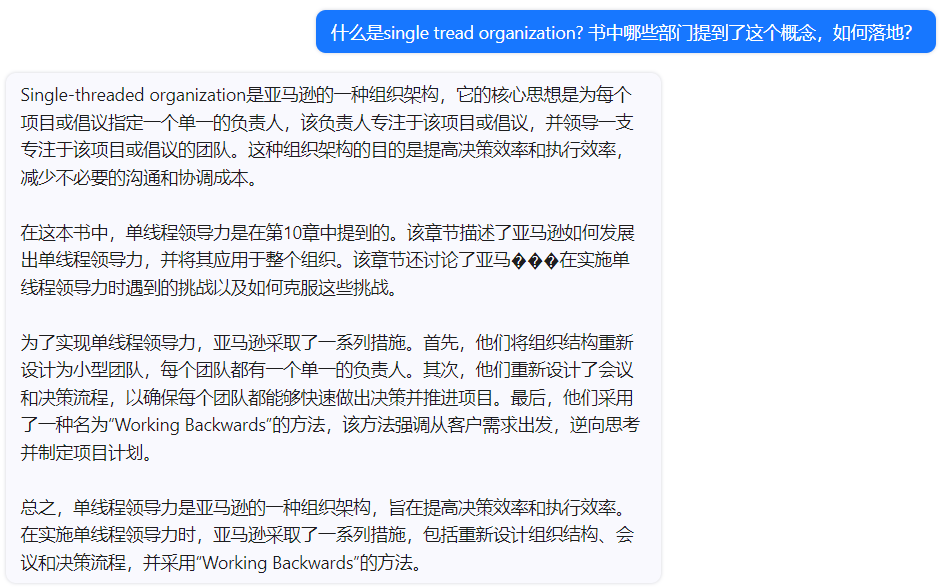 什么是single tread organization? 书中哪些部门提到了这个概念，如何落地?
Single-threaded organization是亚马逊的一种组织架构，它的核心思想是为每个
项目或倡议指定一个单一的负责人，该负责人专注于该项目或倡议，并领导一支
专注于该项目或倡议的团队。这种组织架构的目的是提高决策效率和执行效率，
减少不必要的沟通和协调成本。
在这本书中，单线程领导力是在第10章中提到的。该章节描述了亚马逊如何发展
出单线程领导力，并将其应用于整个组织。该章节还讨论了亚马���在实施单
线程领导力时遇到的挑战以及如何克服这些挑战。
为了实现单线程领导力，亚马逊采取了一系列措施。首先，他们将组织结构重新
设计为小型团队，每个团队都有一个单一的负责人。其次，他们重新设计了会议
和决策流程，以确保每个团队都能够快速做出决策并推进项目。最后，他们采用
了一种名为“Working Backwards”的方法，该方法强调从客户需求出发，逆向思考
并制定项目计划。
总之，单线程领导力是亚马逊的一种组织架构，旨在提高决策效率和执行效率。
在实施单线程领导力时，亚马逊采取了一系列措施，包括重新设计组织结构、会
议和决策流程，并采用“Working Backwards”的方法。